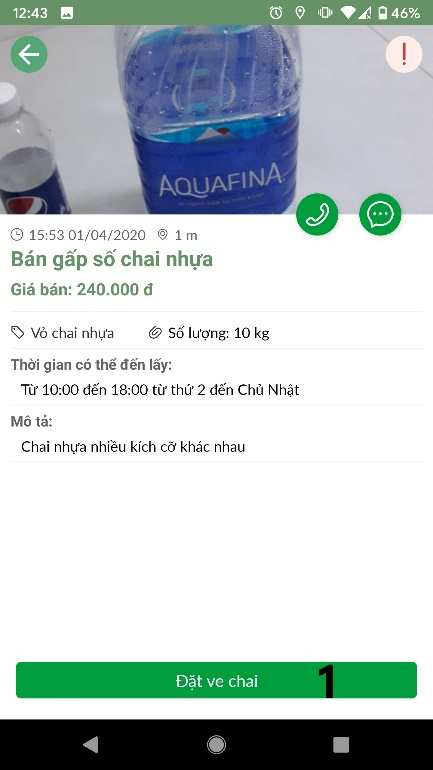 12:43 46%
AQUAFINA
15:53 01/04/2020 1 m
Bán gấp số chai nhựa
Giá bán: 240.000 đ
Vỏ chai nhựa Số lượng: 10 kg
Thời gian có thể đến lấy:
Từ 10:00 đến 18:00 từ thứ 2 đến Chủ Nhật
Mô tả:
Chai nhựa nhiều kích cỡ khác nhau
Đặt ve chai 1